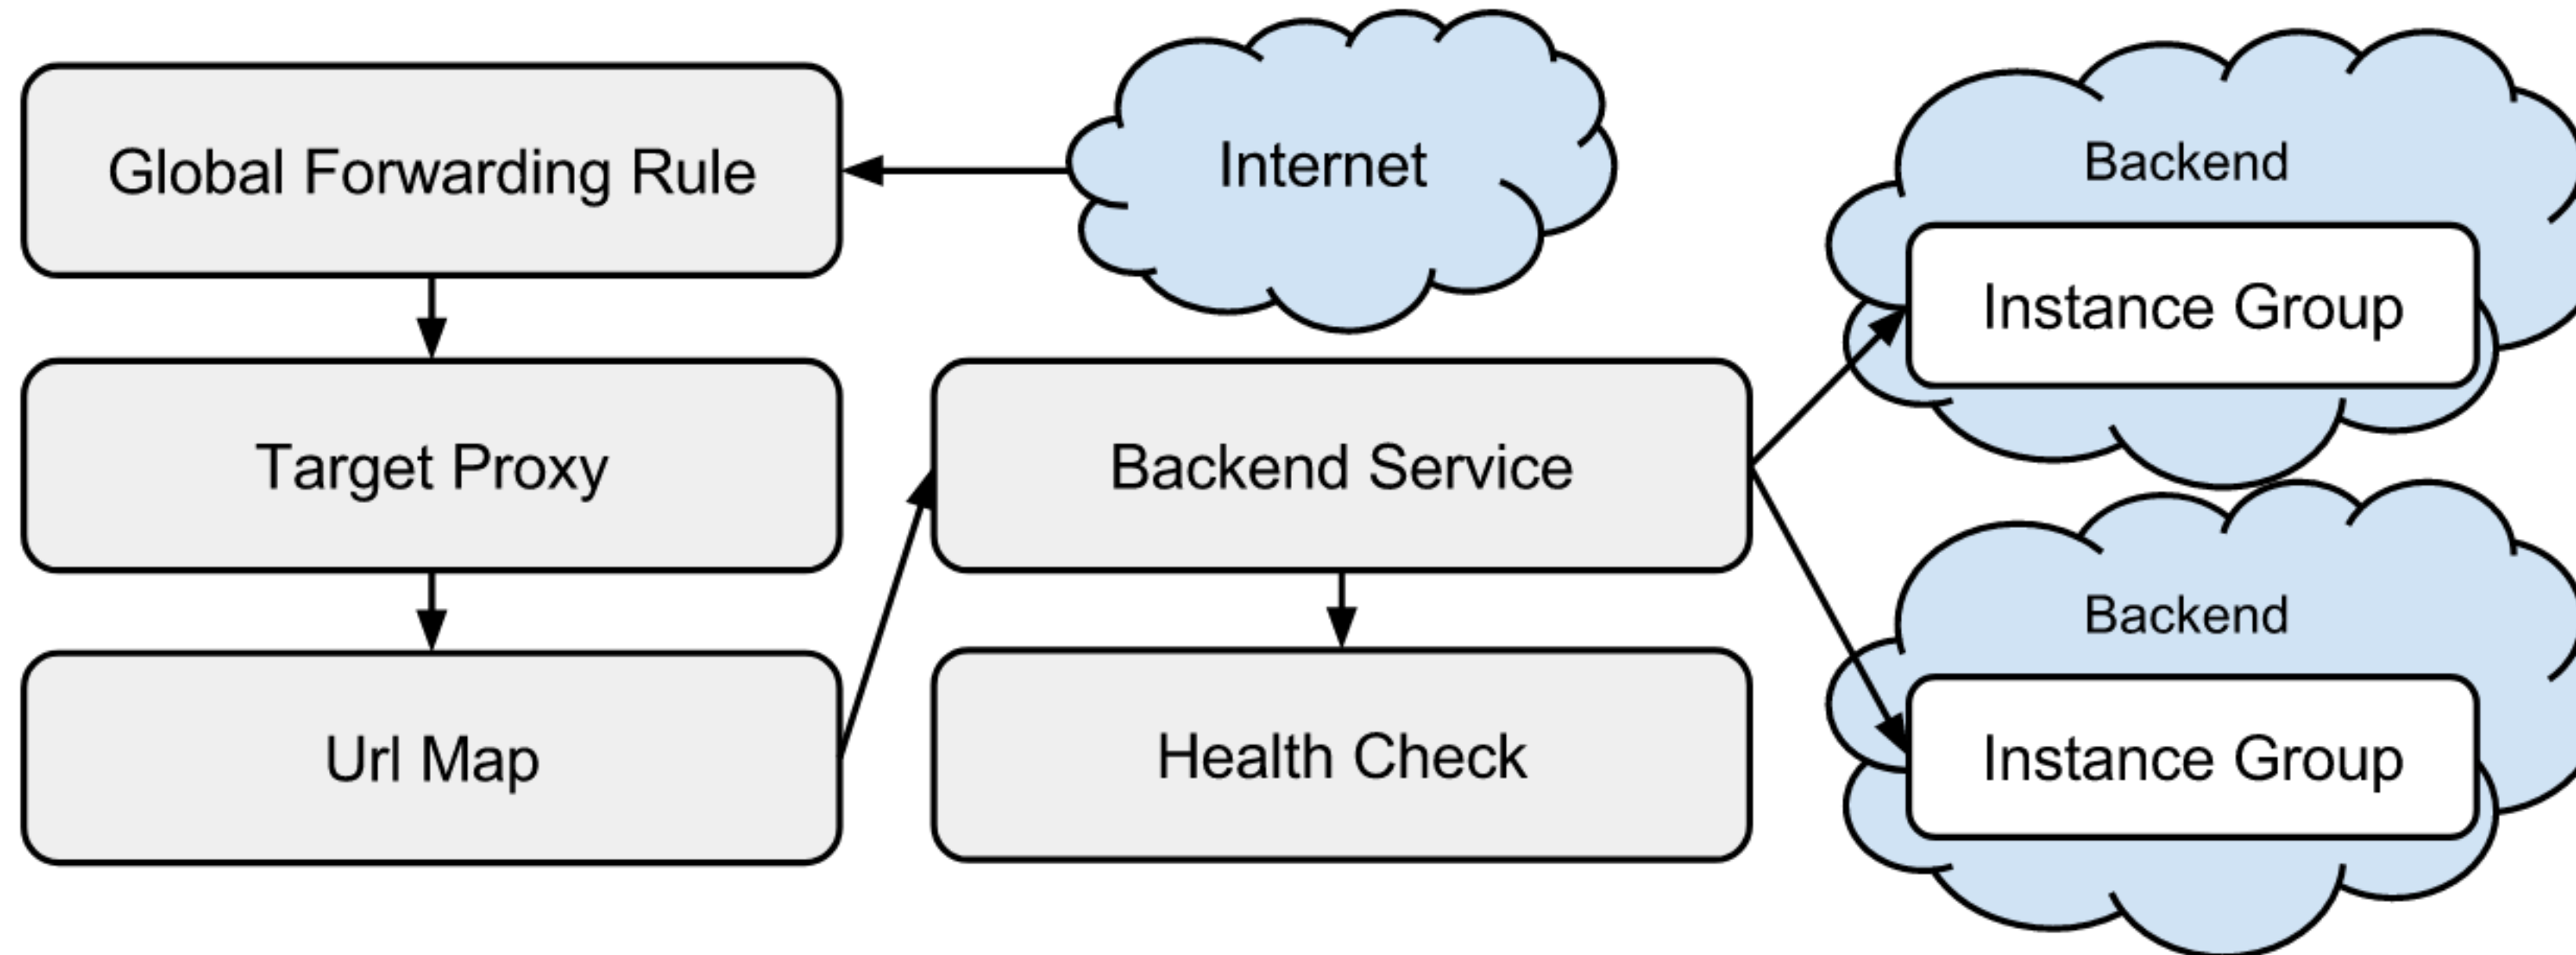 Global Forwarding Rule
Internet
Backend
Instance Group
Target Proxy
Backend Service
Backend
Instance Group
Url Map
Health Check